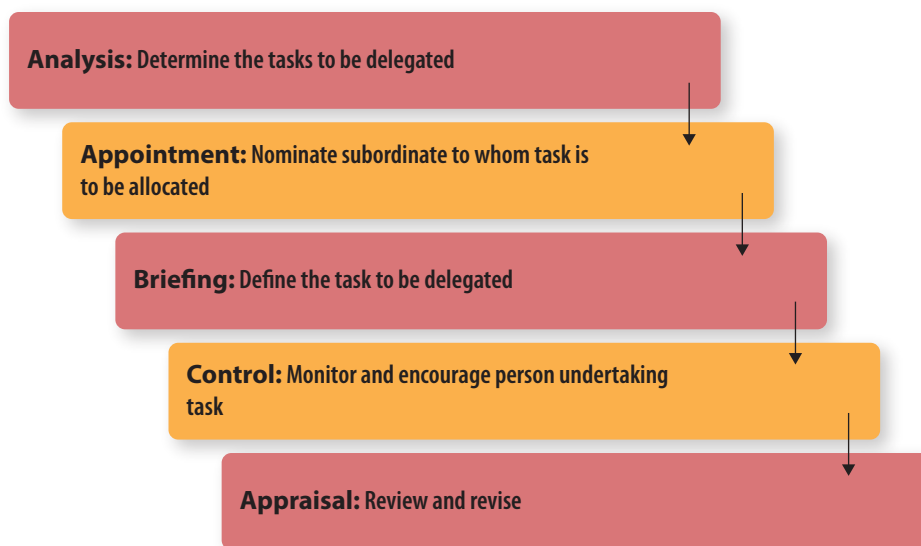 Analysis: Determine the tasks to be delegated
Appointment: Nominate subordinate to whom task is
to be allocated
Briefing: Define the task to be delegated
Control: Monitor and encourage person undertaking
task
Appraisal: Review and revise